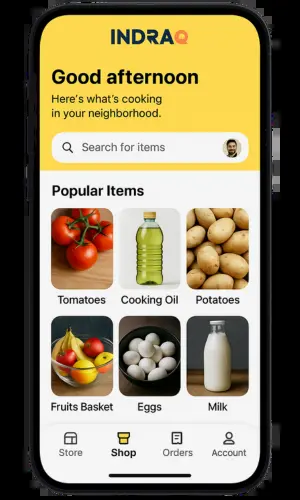 INDRAQ
Good afternoon
Here's what's cooking
in your neighborhood.
Search for items
Popular Items
Tomatoes
Cooking Oil
Potatoes
Fruits Basket
Eggs
Milk
Store
Shop
Orders
Account